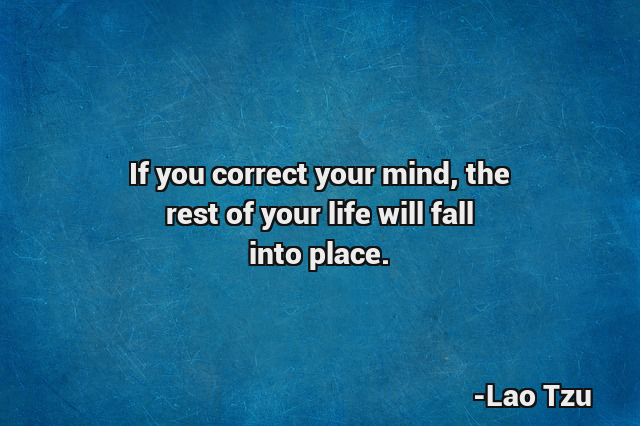 If you correct your mind, the
rest of your life will fall
into place.
-Lao Tzu